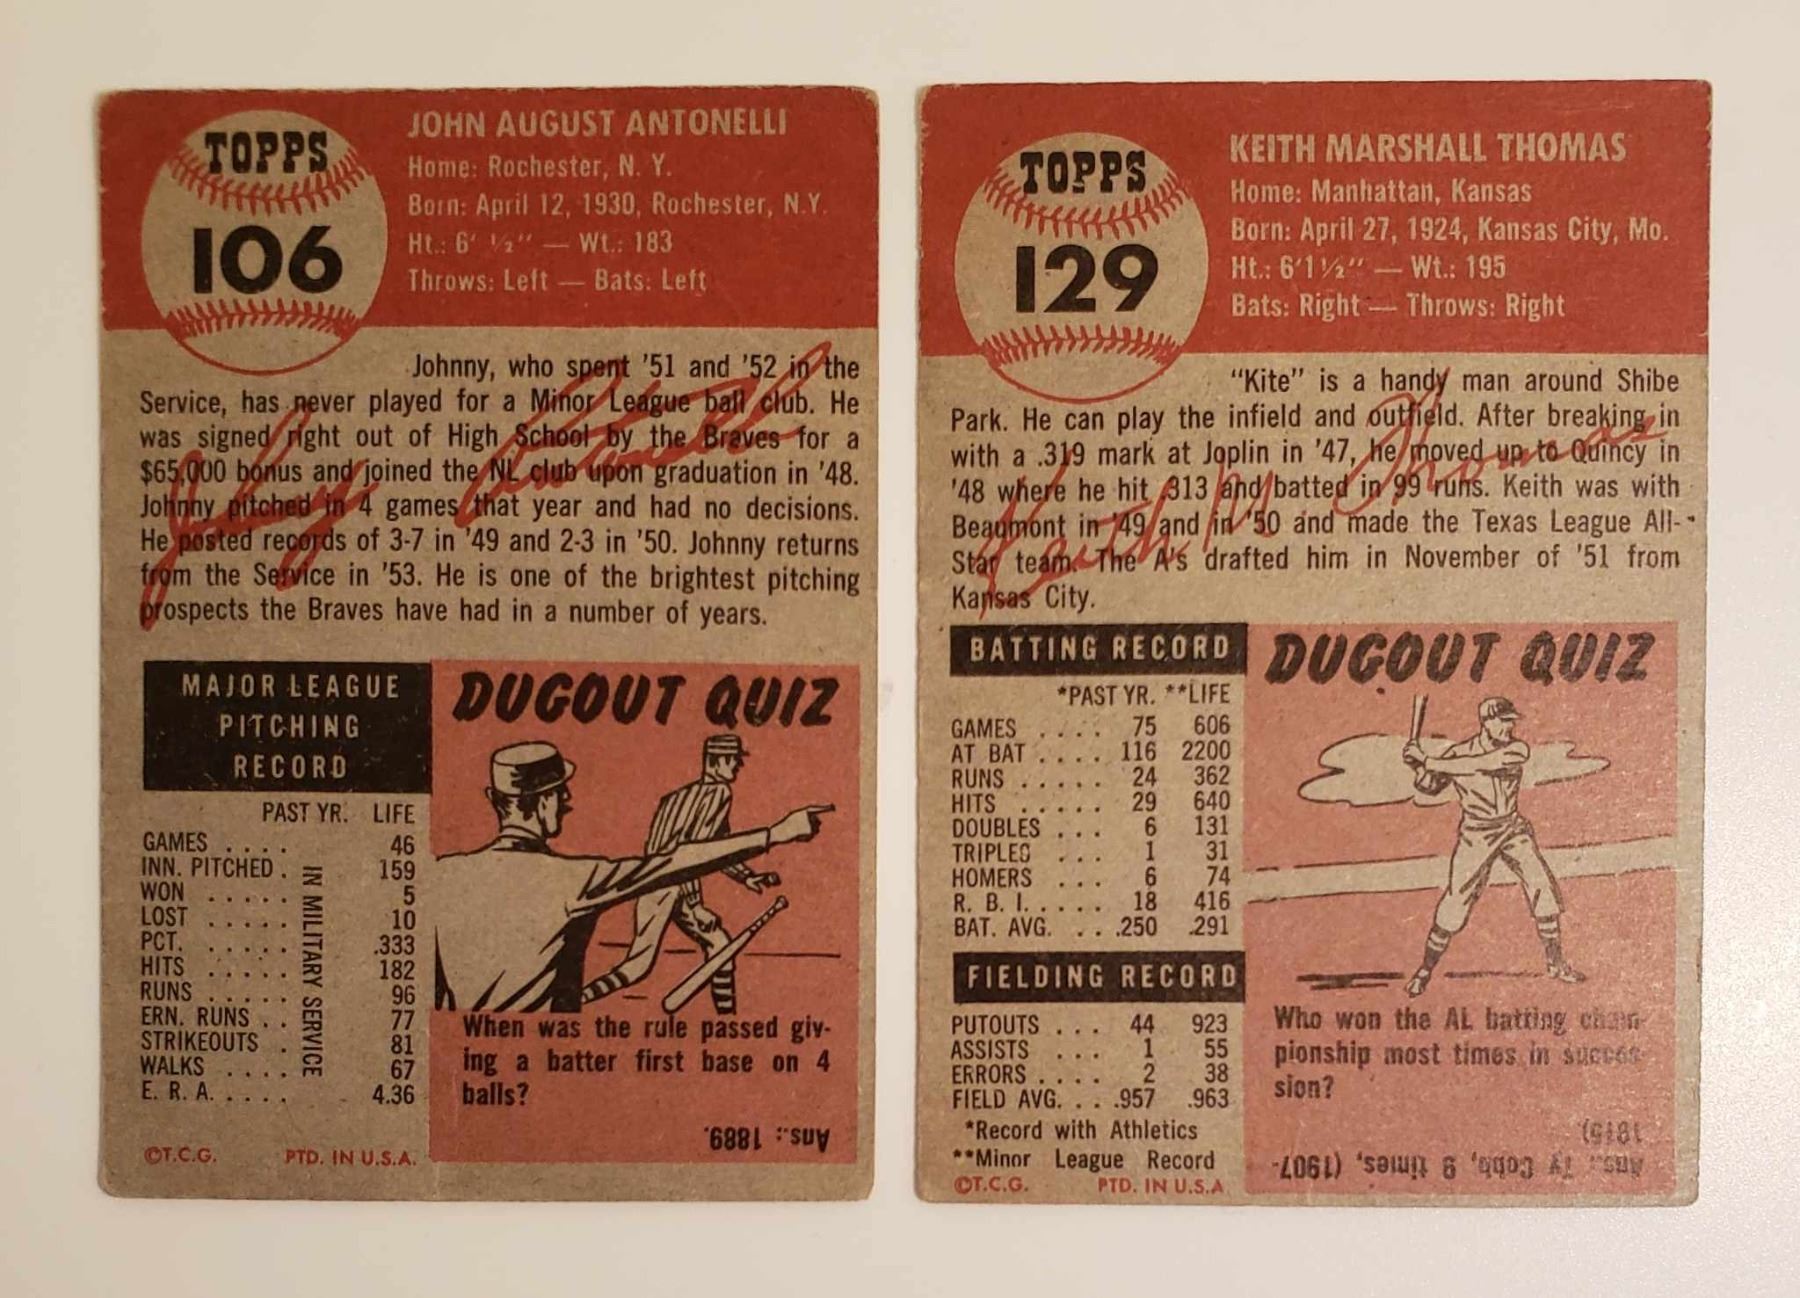 TOPPS
106
JOHN AUGUST ANTONELLI
Home: Rochester, N. Y.
Born: April 12, 1930, Rochester, N.Y.
Ht.: 6' ½" — Wt.: 183
Throws: Left — Bats: Left
Johnny, who spent '51 and '52 in the
Service, has never played for a Minor League ball club. He
was signed right out of High School by the Braves for a
$65,000 bonus and joined the NL club upon graduation in '48.
Johnny pitched in 4 games that year and had no decisions.
He posted records of 3-7 in '49 and 2-3 in '50. Johnny returns
from the Service in '53. He is one of the brightest pitching
prospects the Braves have had in a number of years.
Johnny Antonelli
MAJOR LEAGUE
PITCHING
RECORD
PAST YR. LIFE
GAMES .... 46
INN. PITCHED . 159
WON ..... 5
LOST ..... 10
PCT. ..... .333
HITS ..... 182
RUNS ..... 96
ERN. RUNS .. 77
STRIKEOUTS . 81
WALKS .... 67
E. R. A. .... 4.36
IN MILITARY SERVICE
©T.C.G. PTD. IN U.S.A.
DUGOUT QUIZ
When was the rule passed giv-
ing a batter first base on 4
balls?
Ans.: 1889.
TOPPS
129
KEITH MARSHALL THOMAS
Home: Manhattan, Kansas
Born: April 27, 1924, Kansas City, Mo.
Ht.: 6'1½" — Wt.: 195
Bats: Right — Throws: Right
"Kite" is a handy man around Shibe
Park. He can play the infield and outfield. After breaking in
with a .319 mark at Joplin in '47, he moved up to Quincy in
'48 where he hit .313 and batted in 99 runs. Keith was with
Beaumont in '49 and in '50 and made the Texas League All-
Star team. The A's drafted him in November of '51 from
Kansas City.
Keith M Thomas
BATTING RECORD
*PAST YR. **LIFE
GAMES .... 75 606
AT BAT .... 116 2200
RUNS ..... 24 362
HITS ..... 29 640
DOUBLES ... 6 131
TRIPLES ... 1 31
HOMERS ... 6 74
R. B. I. .... 18 416
BAT. AVG. ... .250 .291
FIELDING RECORD
PUTOUTS ... 44 923
ASSISTS ... 1 55
ERRORS .... 2 38
FIELD AVG. ... .957 .963
*Record with Athletics
**Minor League Record
©T.C.G. PTD. IN U.S.A
DUGOUT QUIZ
Who won the AL batting cham-
pionship most times in succes-
sion?
Ans.: Ty Cobb, 9 times, (1907-
1915)